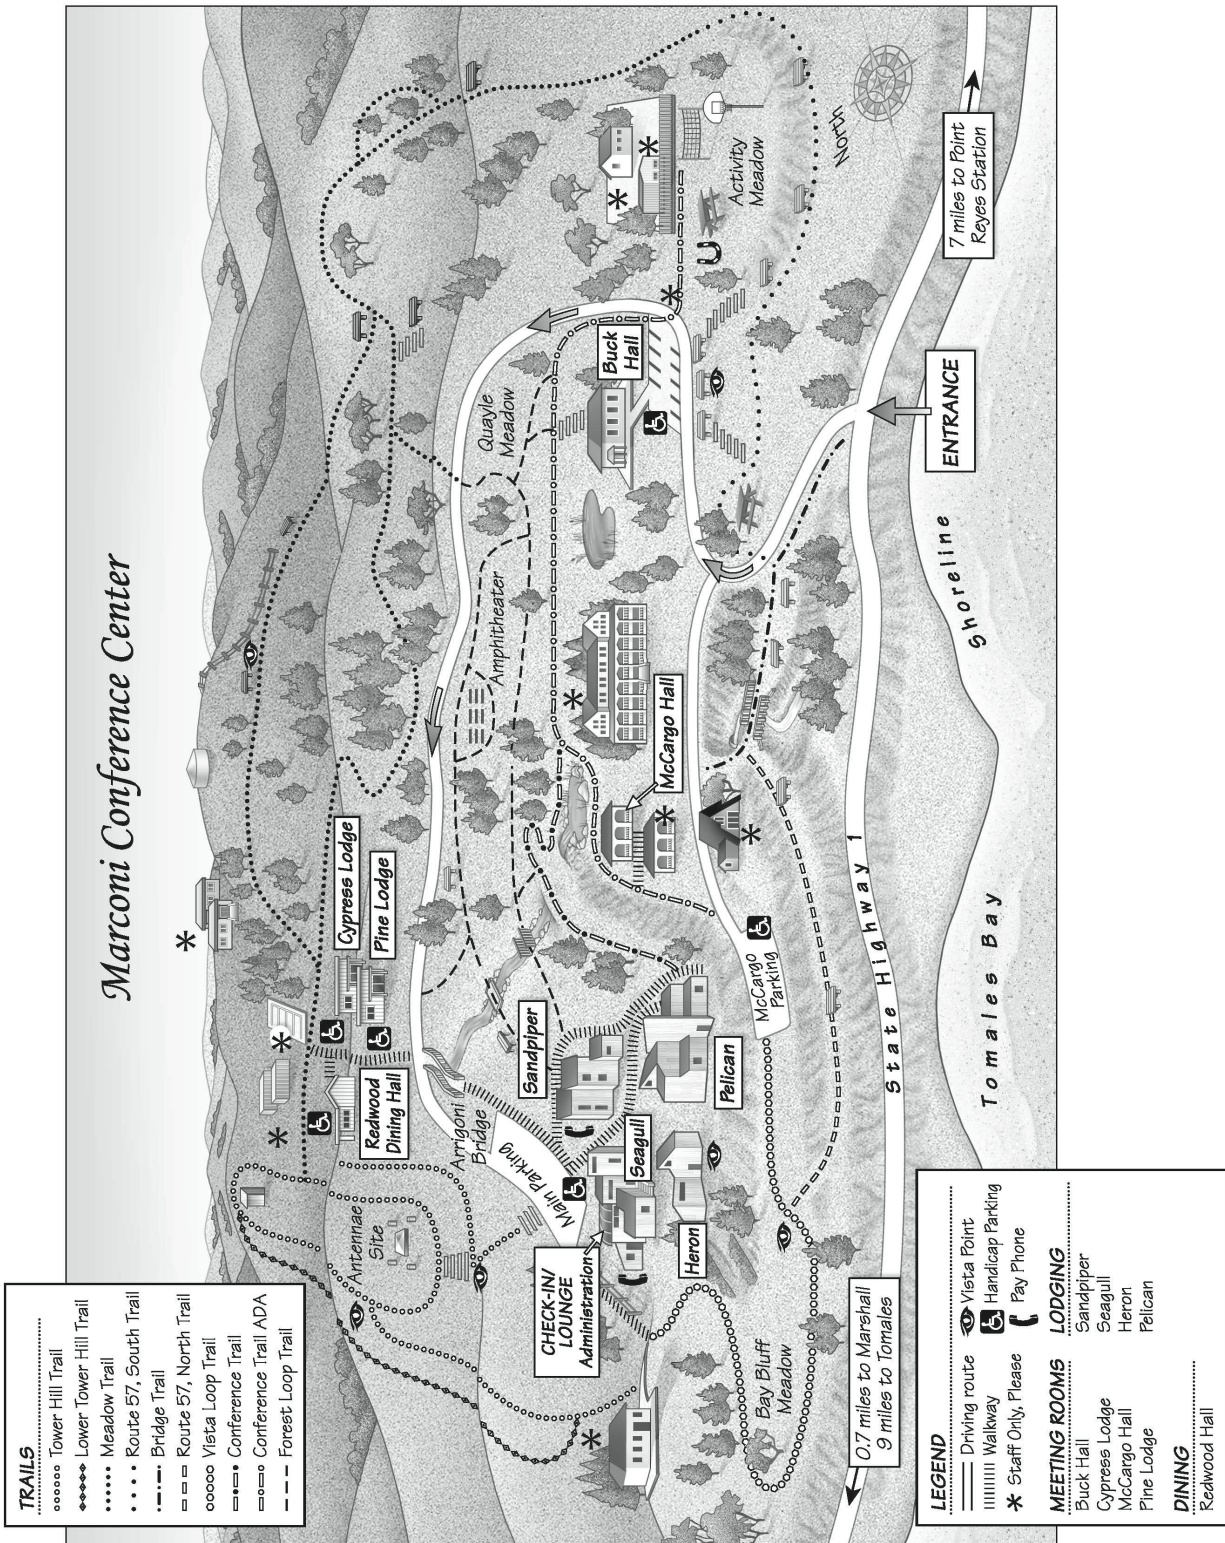 Marconi Conference Center
TRAILS
Tower Hill Trail
Lower Tower Hill Trail
Meadow Trail
Route 57, South Trail
Bridge Trail
Route 57, North Trail
Vista Loop Trail
Conference Trail
Conference Trail ADA
Forest Loop Trail
Cypress Lodge
Pine Lodge
Redwood
Dining Hall
Antennae
Site
Arrigoni
Bridge
Main Parking
CHECK-IN/
LOUNGE
Administration
Sandpiper
Seagull
Heron
Pelican
Amphitheater
Quayle
Meadow
Buck
Hall
McCargo Hall
McCargo
Parking
Activity
Meadow
North
Bay Bluff
Meadow
State Highway 1
Tomales Bay
Shoreline
ENTRANCE
7 miles to Point
Reyes Station
0.7 miles to Marshall
9 miles to Tomales
LEGEND
Driving route
Walkway
Staff Only, Please
Vista Point
Handicap Parking
Pay Phone
MEETING ROOMS
Buck Hall
Cypress Lodge
McCargo Hall
Pine Lodge
LODGING
Sandpiper
Seagull
Heron
Pelican
DINING
Redwood Hall